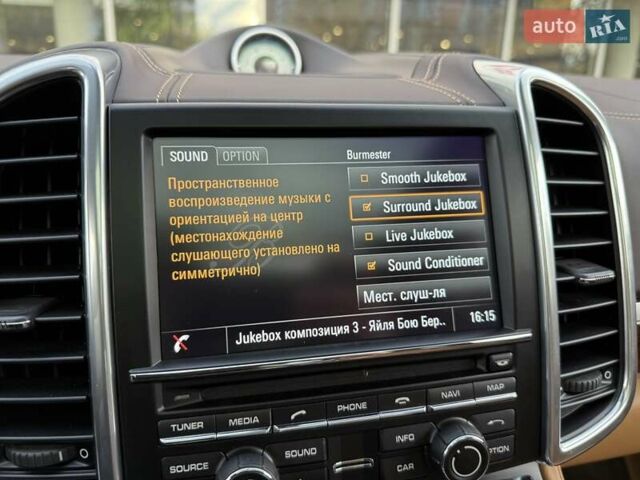 auto RIA .com
SOUND OPTION Burmester
Пространственное
воспроизведение музыки с
ориентацией на центр
(местонахождение
слушающего установлено на
симметрично)
Smooth Jukebox
Surround Jukebox
Live Jukebox
Sound Conditioner
Мест. слуш-ля
Jukebox композиция 3 - Яйля Бою Бер.. 16:15
TUNER MEDIA PHONE NAVI MAP
SOURCE SOUND INFO CAR OPTION